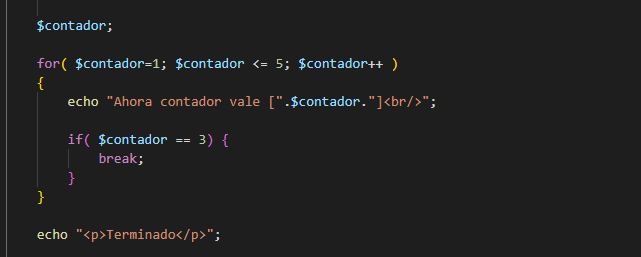 $contador;
for( $contador=1; $contador <= 5; $contador++ )
{
echo "Ahora contador vale [".$contador."]<br/>";
if( $contador == 3) {
break;
}
}
echo "<p>Terminado</p>";